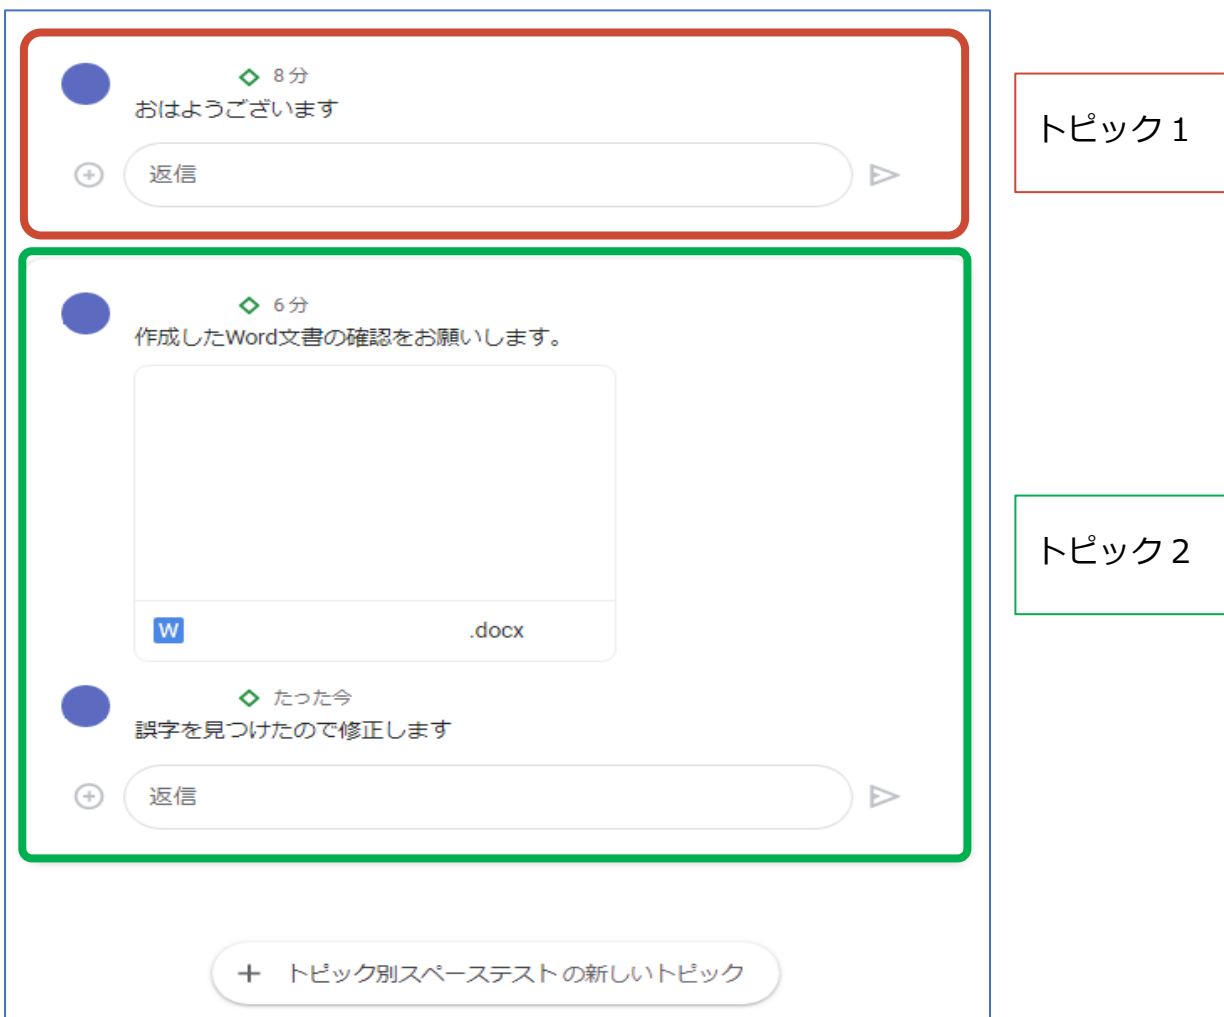 8分
おはようございます
返信
トピック1
6分
作成したWord文書の確認をお願いします。
W
.docx
トピック2
たった今
誤字を見つけたので修正します
返信
+ トピック別スペーステスト の新しいトピック